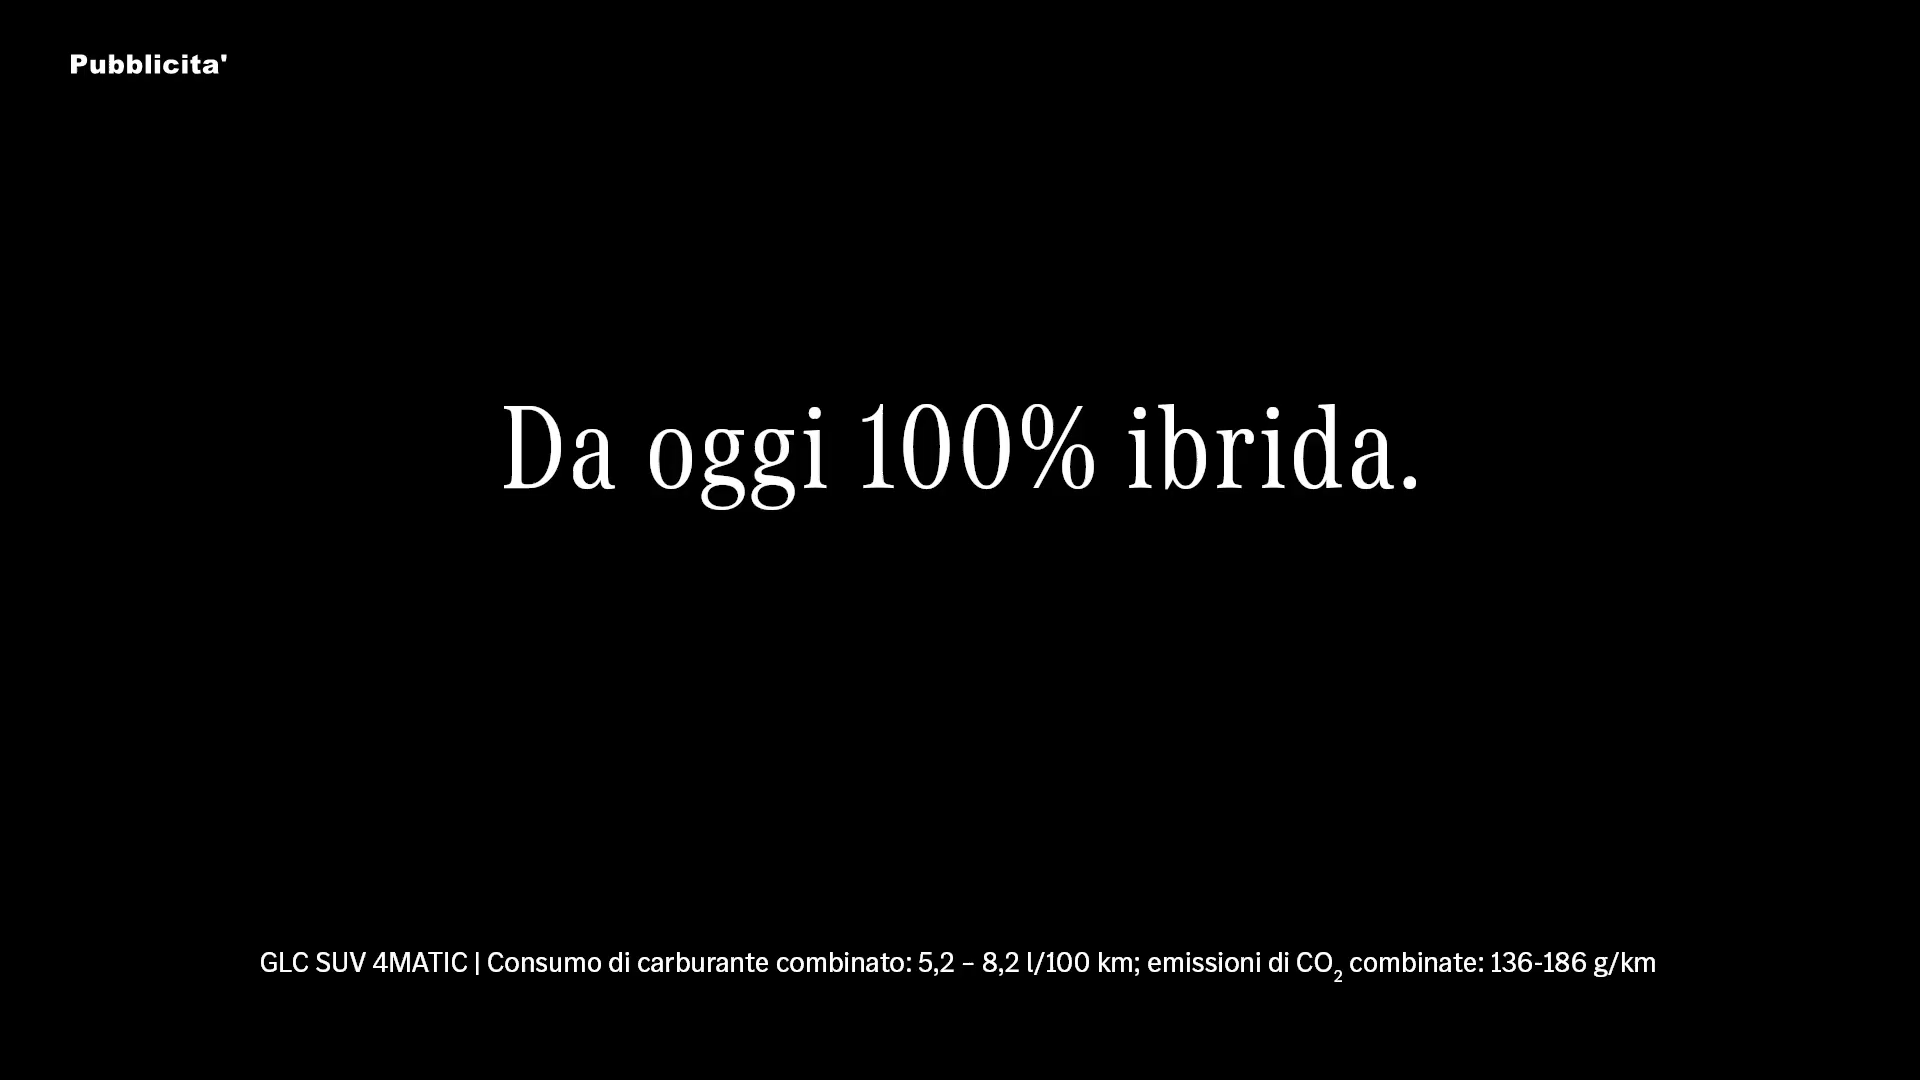 Pubblicita'
Da oggi 100% ibrida.
GLC SUV 4MATIC | Consumo di carburante combinato: 5,2 – 8,2 l/100 km; emissioni di CO₂ combinate: 136-186 g/km